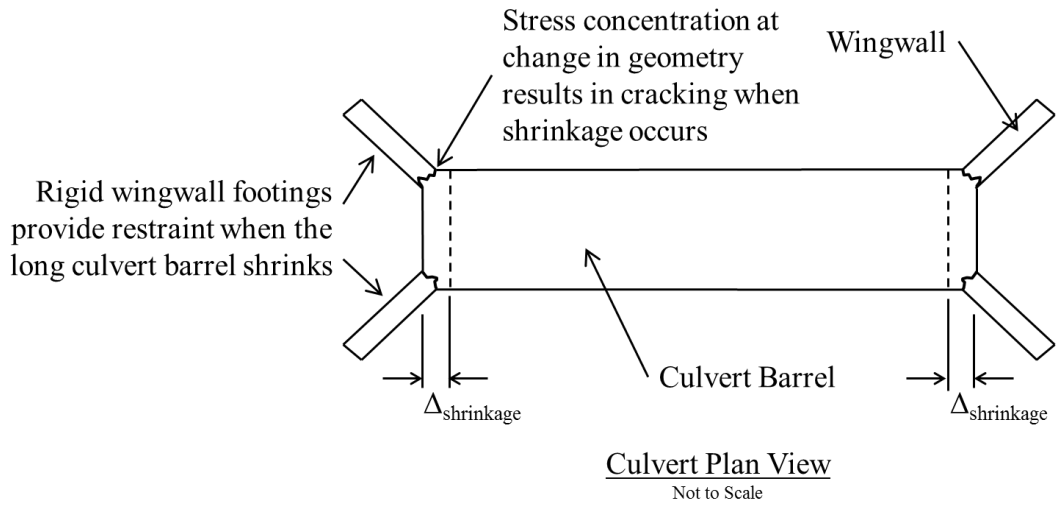 Stress concentration at
change in geometry
results in cracking when
shrinkage occurs
Wingwall
Rigid wingwall footings
provide restraint when the
long culvert barrel shrinks
Culvert Barrel
Δshrinkage
Δshrinkage
Culvert Plan View
Not to Scale